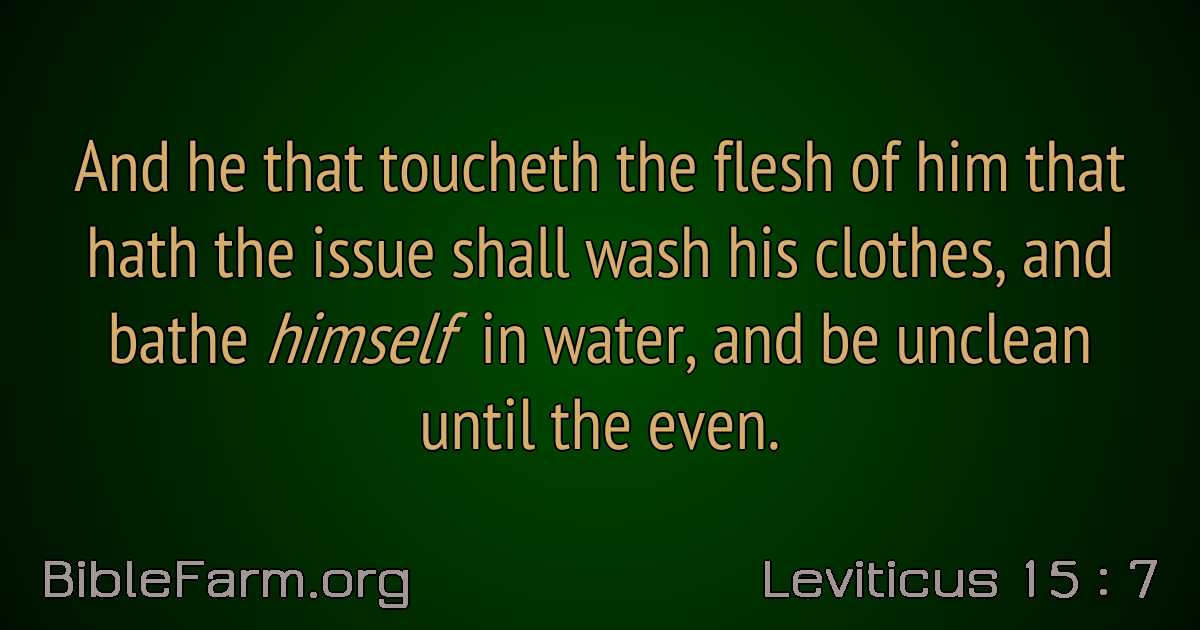 And he that toucheth the flesh of him that
hath the issue shall wash his clothes, and
bathe himself in water, and be unclean
until the even.
BibleFarm.org
Leviticus 15 : 7